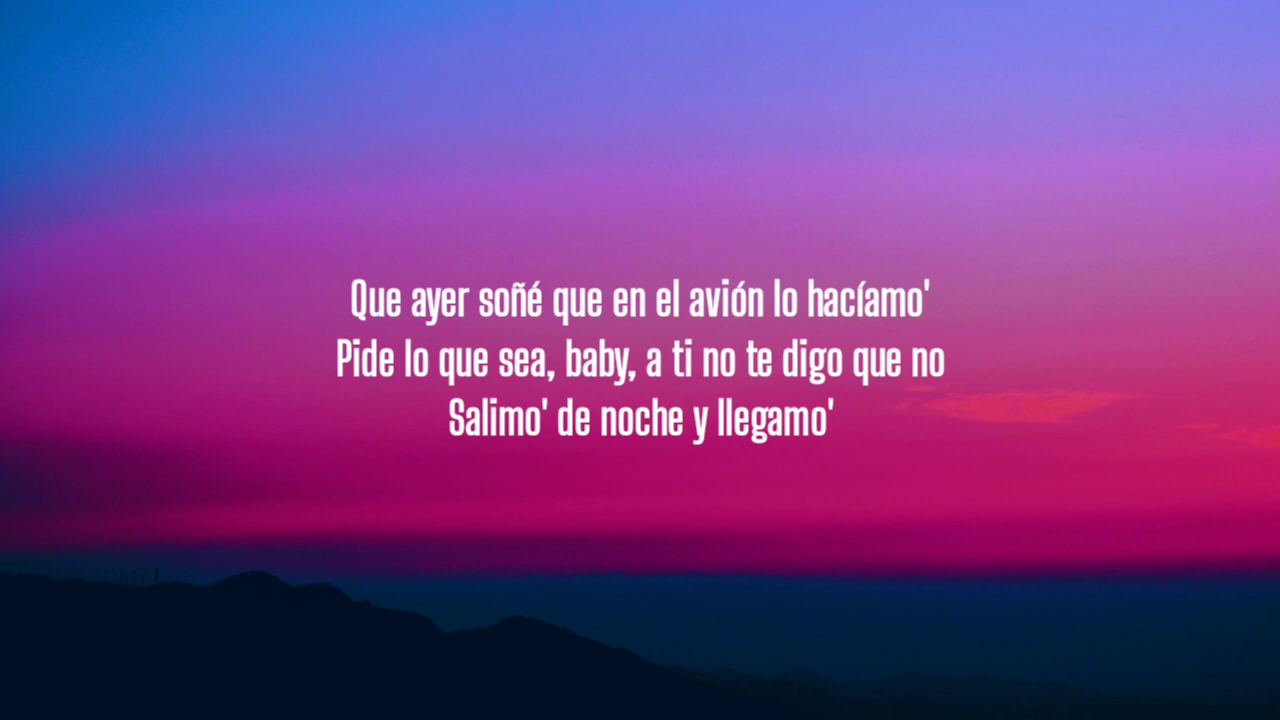 Que ayer soñé que en el avión lo hacíamo'
Pide lo que sea, baby, a ti no te digo que no
Salimo' de noche y llegamo'